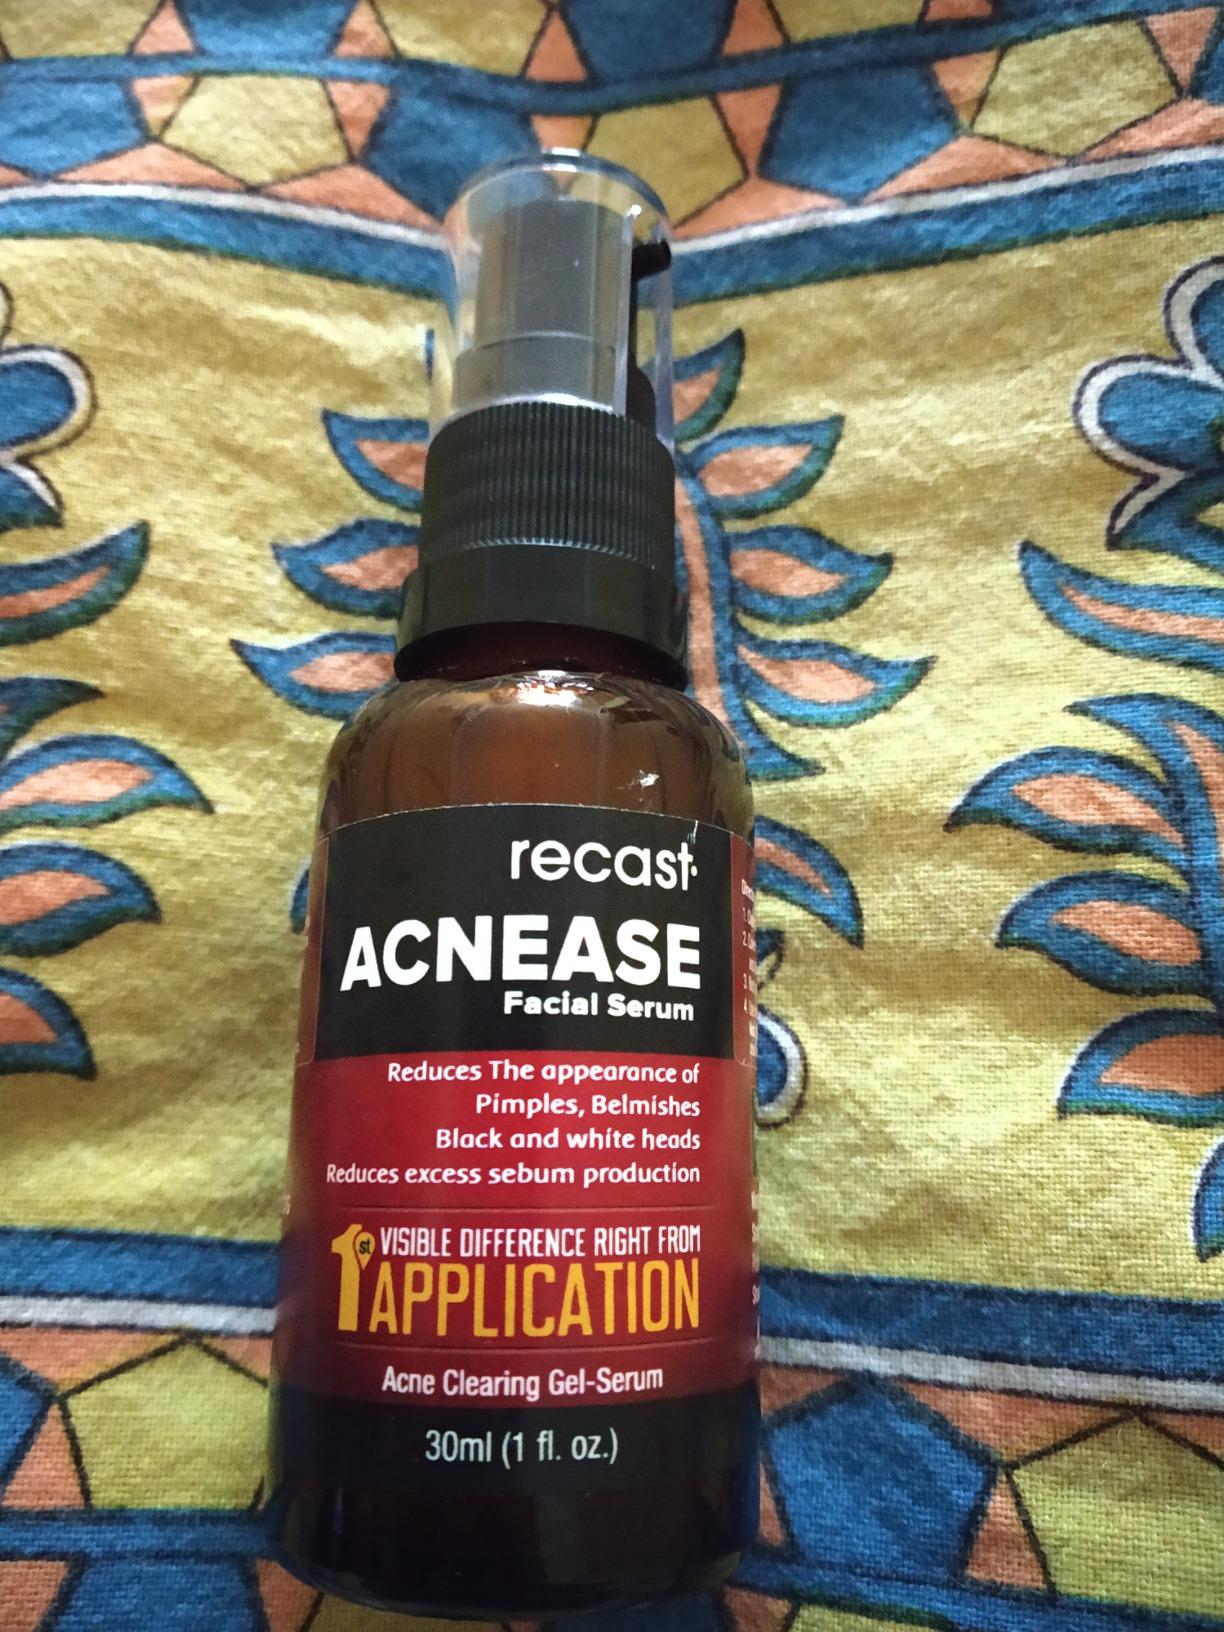 recast
ACNEASE
Facial Serum
Reduces The appearance of
Pimples, Belmishes
Black and white heads
Reduces excess sebum production
1st VISIBLE DIFFERENCE RIGHT FROM
APPLICATION
Acne Clearing Gel-Serum
30ml (1 fl. oz.)